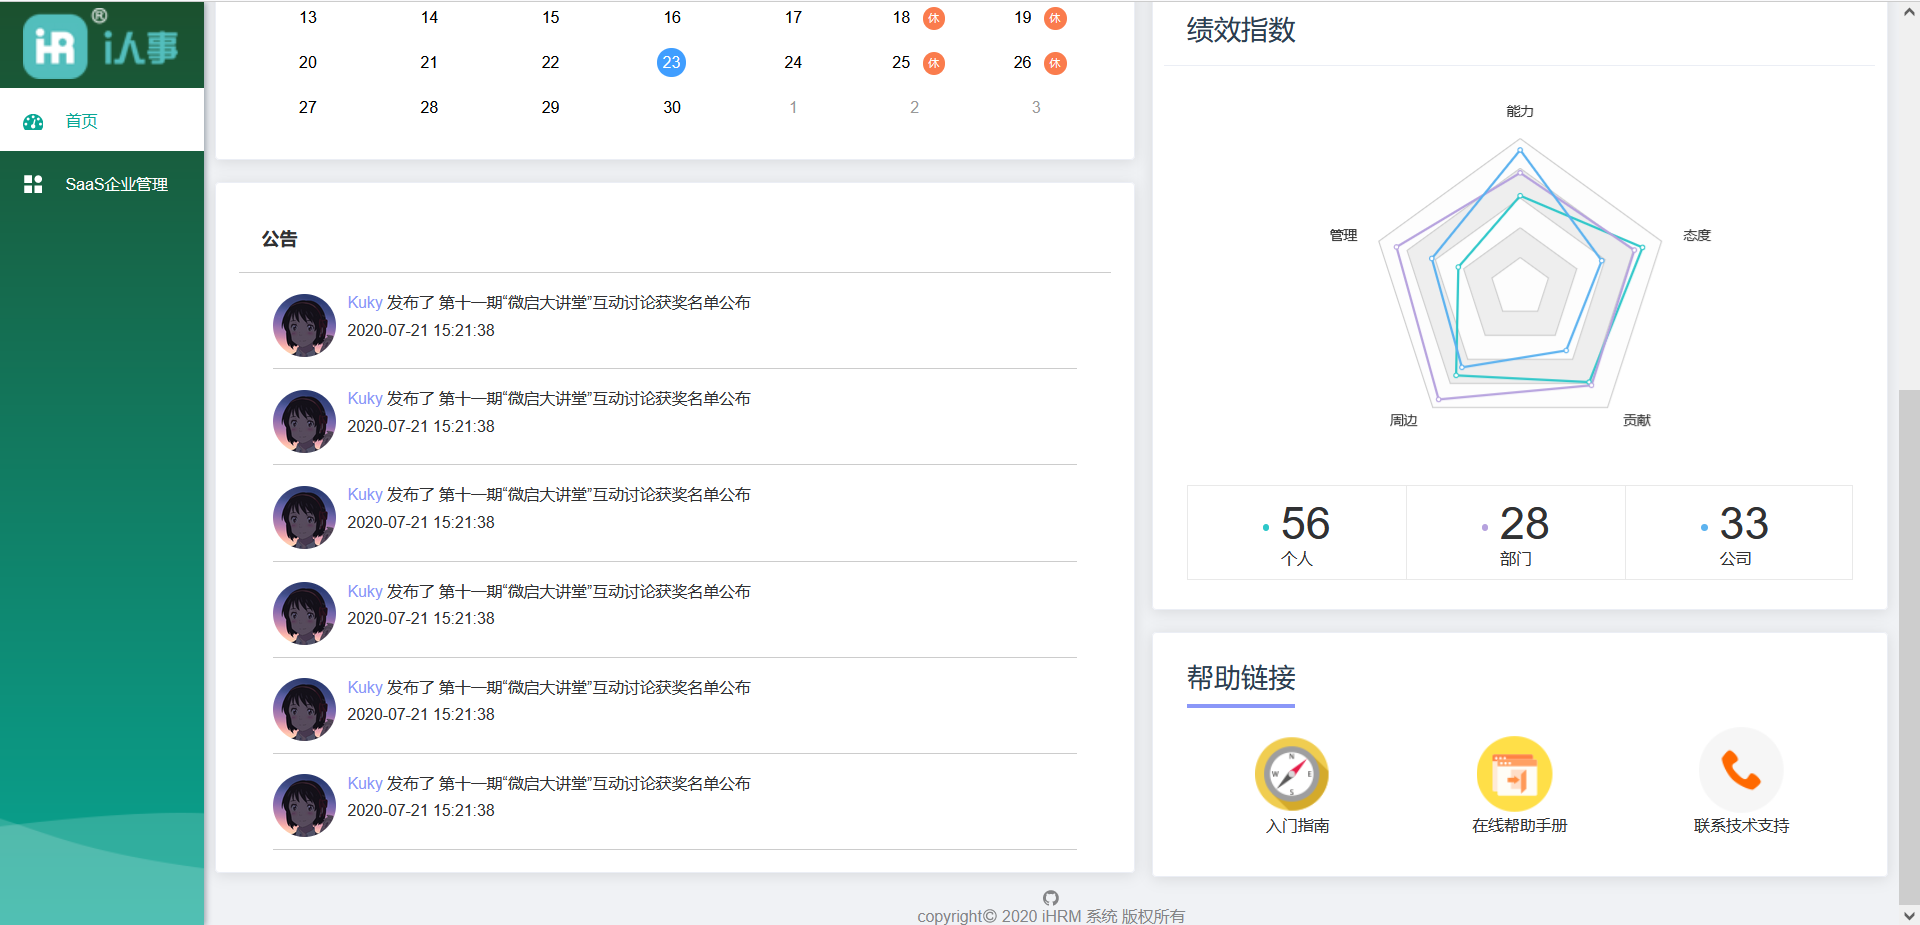 iHR ® i人事
首页
SaaS企业管理
13 14 15 16 17 18 休 19 休
20 21 22 23 24 25 休 26 休
27 28 29 30 1 2 3
公告
Kuky 发布了 第十一期“微启大讲堂”互动讨论获奖名单公布
2020-07-21 15:21:38
Kuky 发布了 第十一期“微启大讲堂”互动讨论获奖名单公布
2020-07-21 15:21:38
Kuky 发布了 第十一期“微启大讲堂”互动讨论获奖名单公布
2020-07-21 15:21:38
Kuky 发布了 第十一期“微启大讲堂”互动讨论获奖名单公布
2020-07-21 15:21:38
Kuky 发布了 第十一期“微启大讲堂”互动讨论获奖名单公布
2020-07-21 15:21:38
Kuky 发布了 第十一期“微启大讲堂”互动讨论获奖名单公布
2020-07-21 15:21:38
绩效指数
能力
管理 态度
周边 贡献
56 28 33
个人 部门 公司
帮助链接
N
W E
S
入门指南 在线帮助手册 联系技术支持
copyright© 2020 iHRM 系统 版权所有